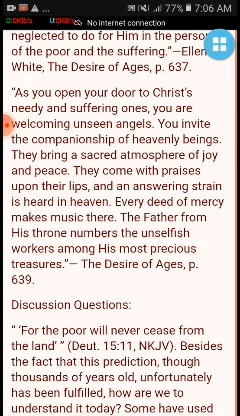 0KB/s 0KB/s 77% 7:06 AM
No internet connection
neglected to do for Him in the person
of the poor and the suffering.”—Ellen
White, The Desire of Ages, p. 637.
“As you open your door to Christ’s
needy and suffering ones, you are
welcoming unseen angels. You invite
the companionship of heavenly beings.
They bring a sacred atmosphere of joy
and peace. They come with praises
upon their lips, and an answering strain
is heard in heaven. Every deed of mercy
makes music there. The Father from
His throne numbers the unselfish
workers among His most precious
treasures.”— The Desire of Ages, p.
639.
Discussion Questions:
“ ‘For the poor will never cease from
the land’ ” (Deut. 15:11, NKJV). Besides
the fact that this prediction, though
thousands of years old, unfortunately
has been fulfilled, how are we to
understand it today? Some have used